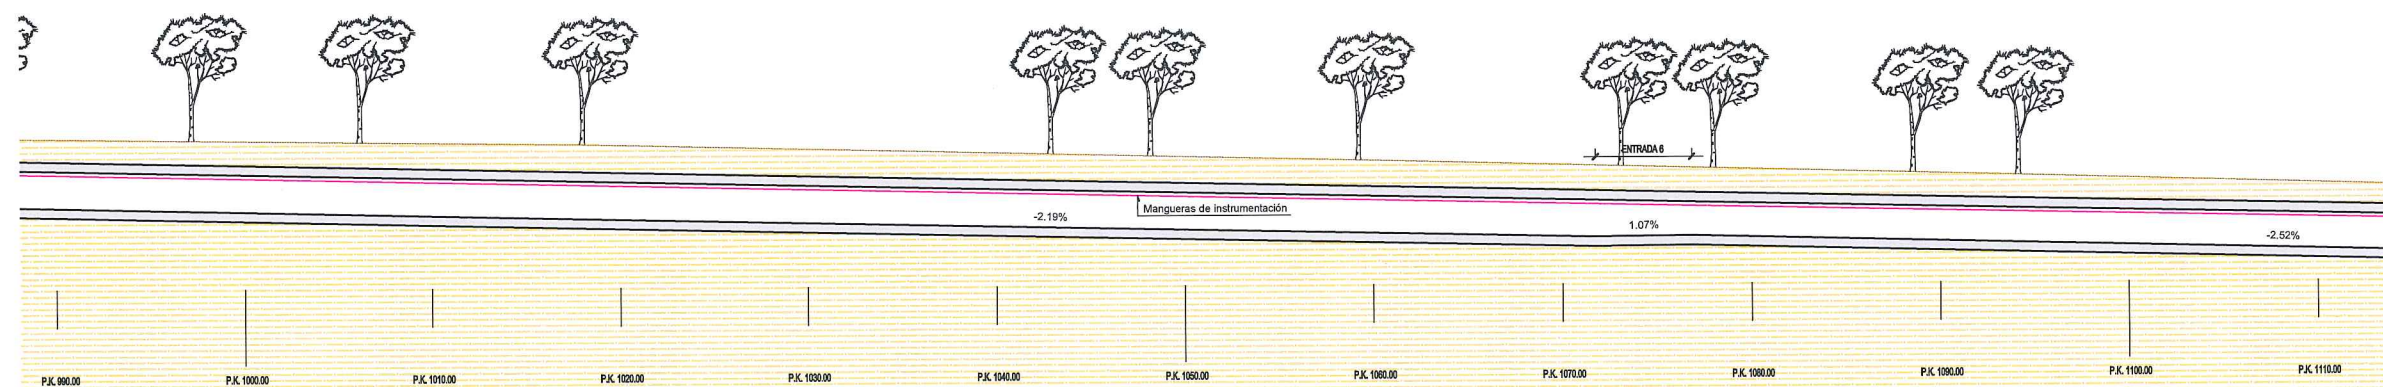 ENTRADA 6
Mangueras de instrumentación
-2.19%
1.07%
-2.52%
P.K. 990.00
P.K. 1000.00
P.K. 1010.00
P.K. 1020.00
P.K. 1030.00
P.K. 1040.00
P.K. 1050.00
P.K. 1060.00
P.K. 1070.00
P.K. 1080.00
P.K. 1090.00
P.K. 1100.00
P.K. 1110.00